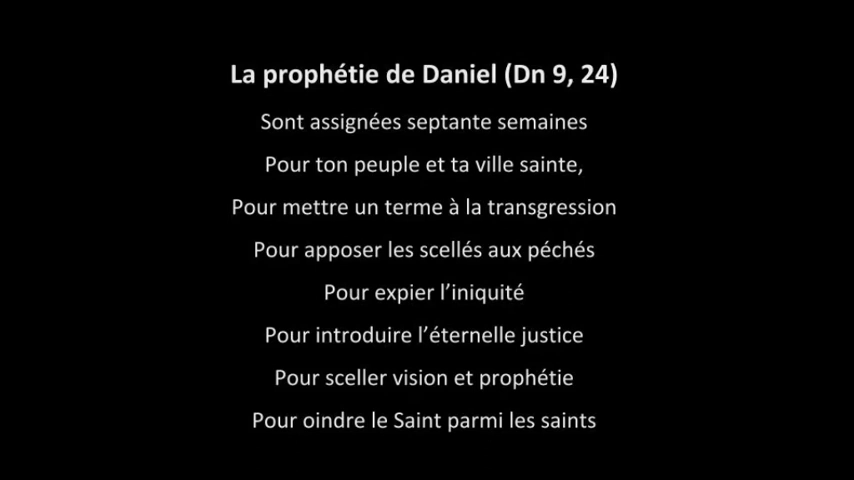 La prophétie de Daniel (Dn 9, 24)
Sont assignées septante semaines
Pour ton peuple et ta ville sainte,
Pour mettre un terme à la transgression
Pour apposer les scellés aux péchés
Pour expier l’iniquité
Pour introduire l’éternelle justice
Pour sceller vision et prophétie
Pour oindre le Saint parmi les saints